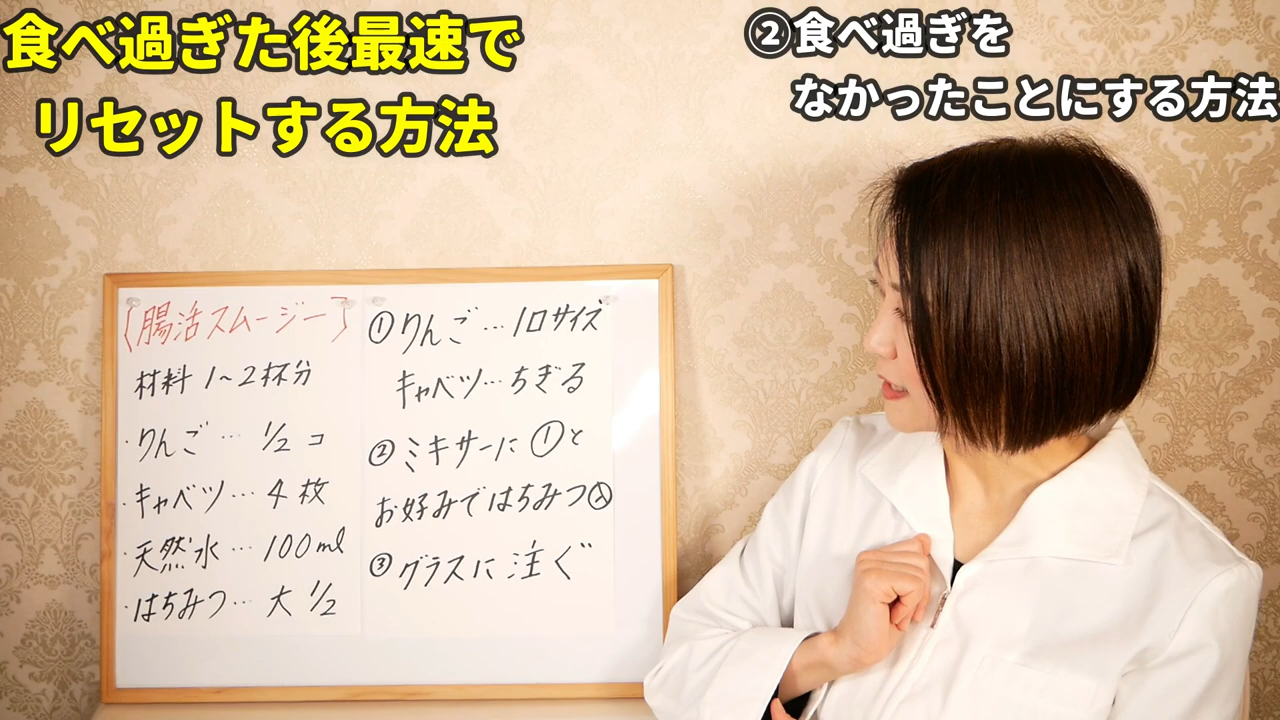 食べ過ぎた後最速で
リセットする方法
②食べ過ぎを
なかったことにする方法
〔腸活スムージー〕
材料 1〜2杯分
・りんご… 1/2 コ
・キャベツ… 4枚
・天然水… 100ml
・はちみつ… 大 1/2
①りんご…1口サイズ
キャベツ…ちぎる
②ミキサーに①と
お好みではちみつ入
③グラスに注ぐ